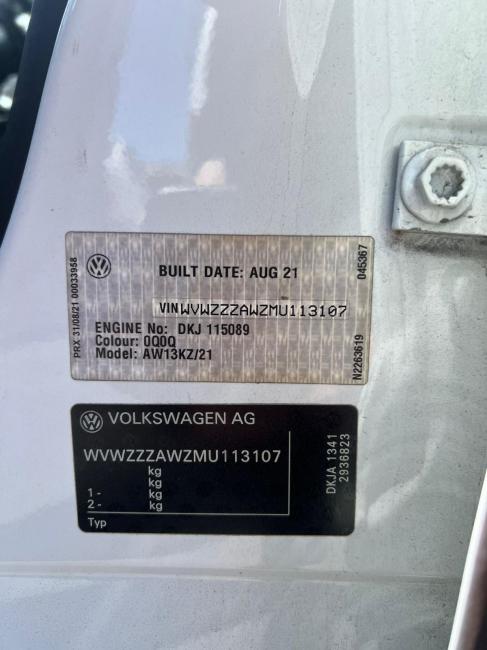 PRX 31/08/21 00033958
BUILT DATE: AUG 21
VIN WVWZZZAWZMU113107
ENGINE No: DKJ 115089
Colour: 0Q0Q
Model: AW13KZ/21
045367
N2263619
VOLKSWAGEN AG
WVWZZZAWZMU113107
kg
kg
1 - kg
2 - kg
Typ
DKJA 1341
2936823